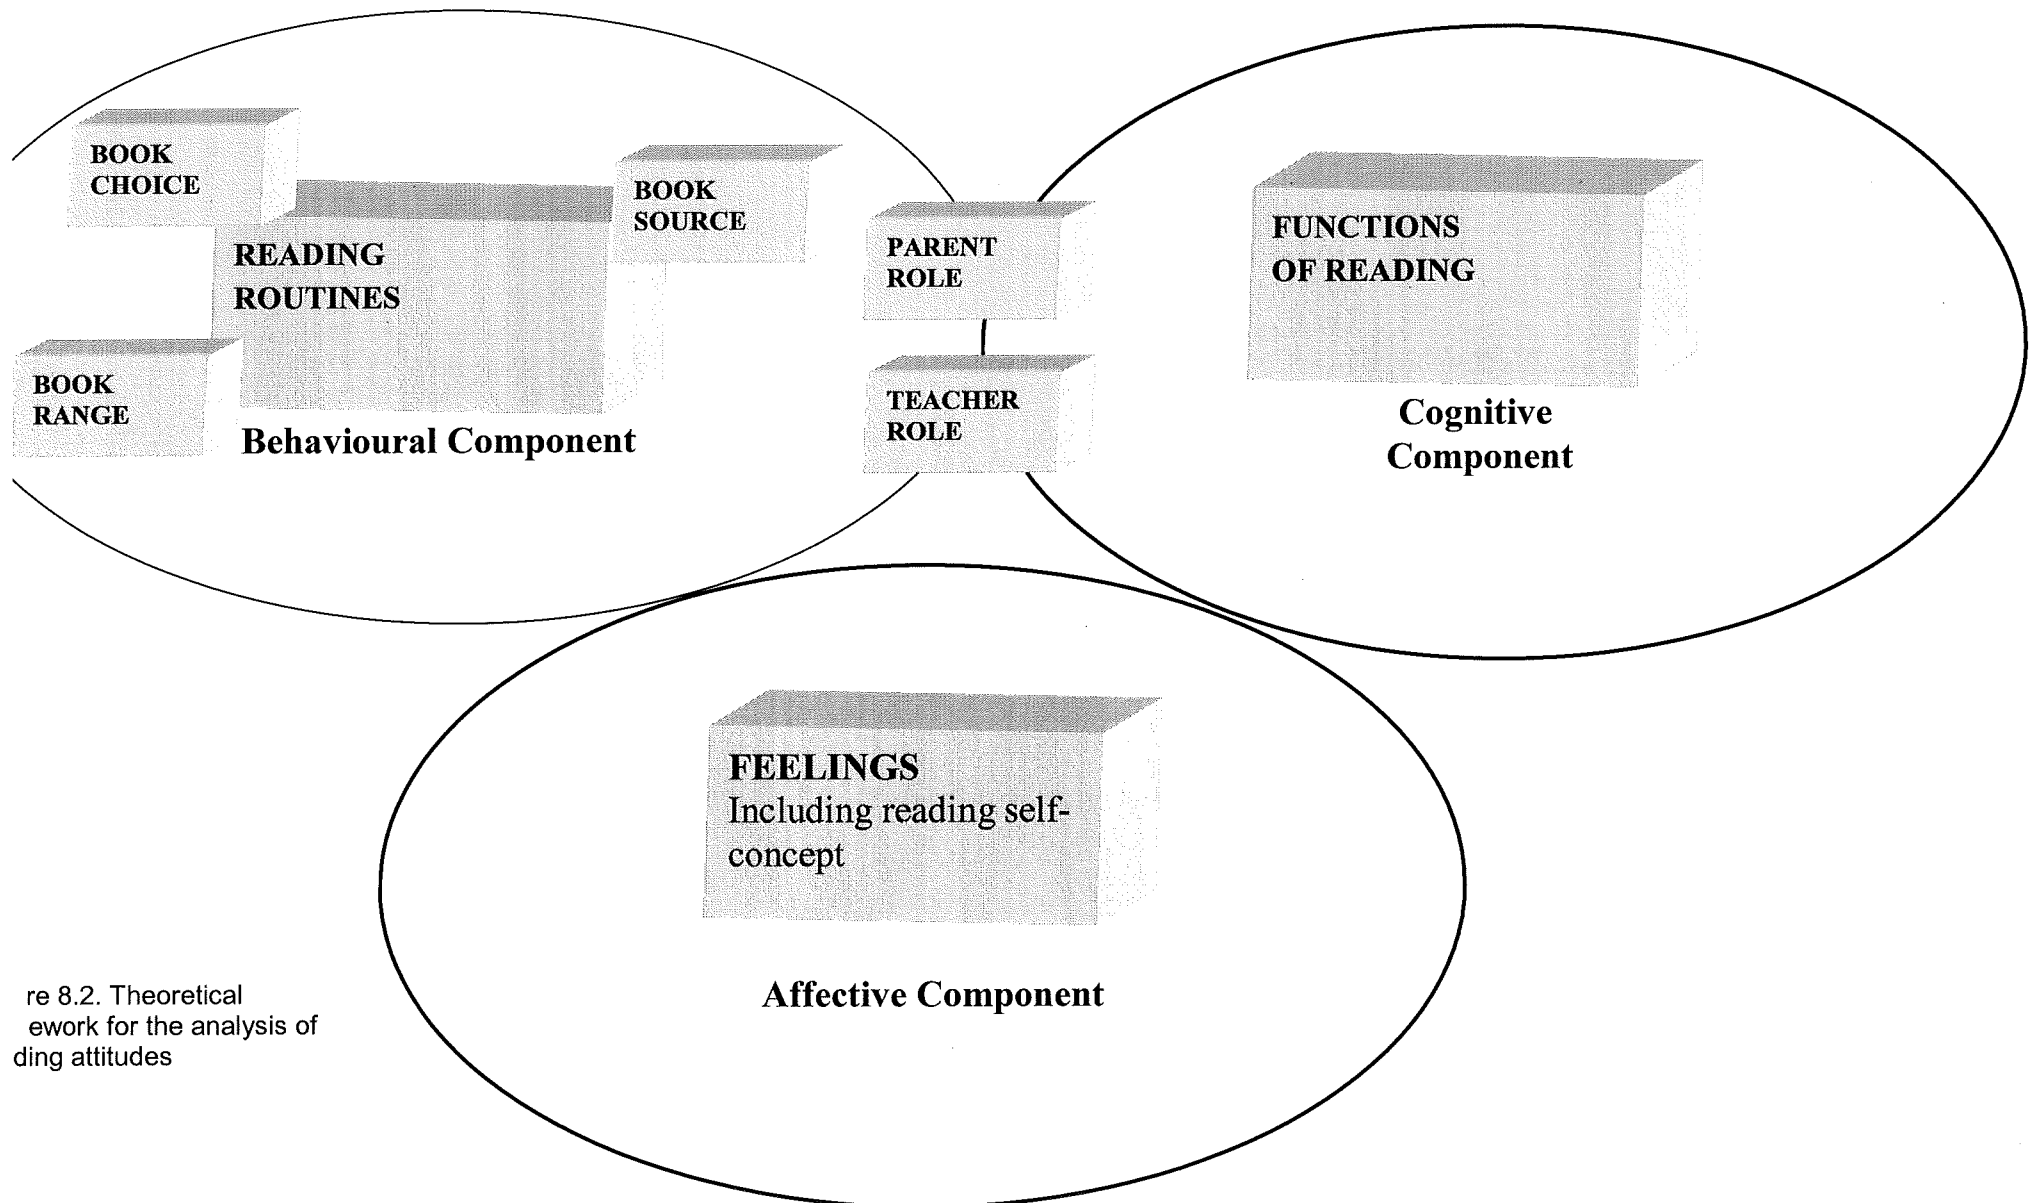 BOOK
CHOICE
BOOK
SOURCE
READING
ROUTINES
BOOK
RANGE
Behavioural Component
PARENT
ROLE
TEACHER
ROLE
FUNCTIONS
OF READING
Cognitive
Component
FEELINGS
Including reading self-
concept
Affective Component
re 8.2. Theoretical
ework for the analysis of
ding attitudes